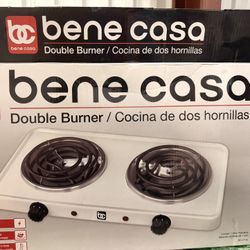 bc bene casa
bene casa
Double Burner / Cocina de dos hornillas
bene casa
Double Burner / Cocina de dos hornillas
bc